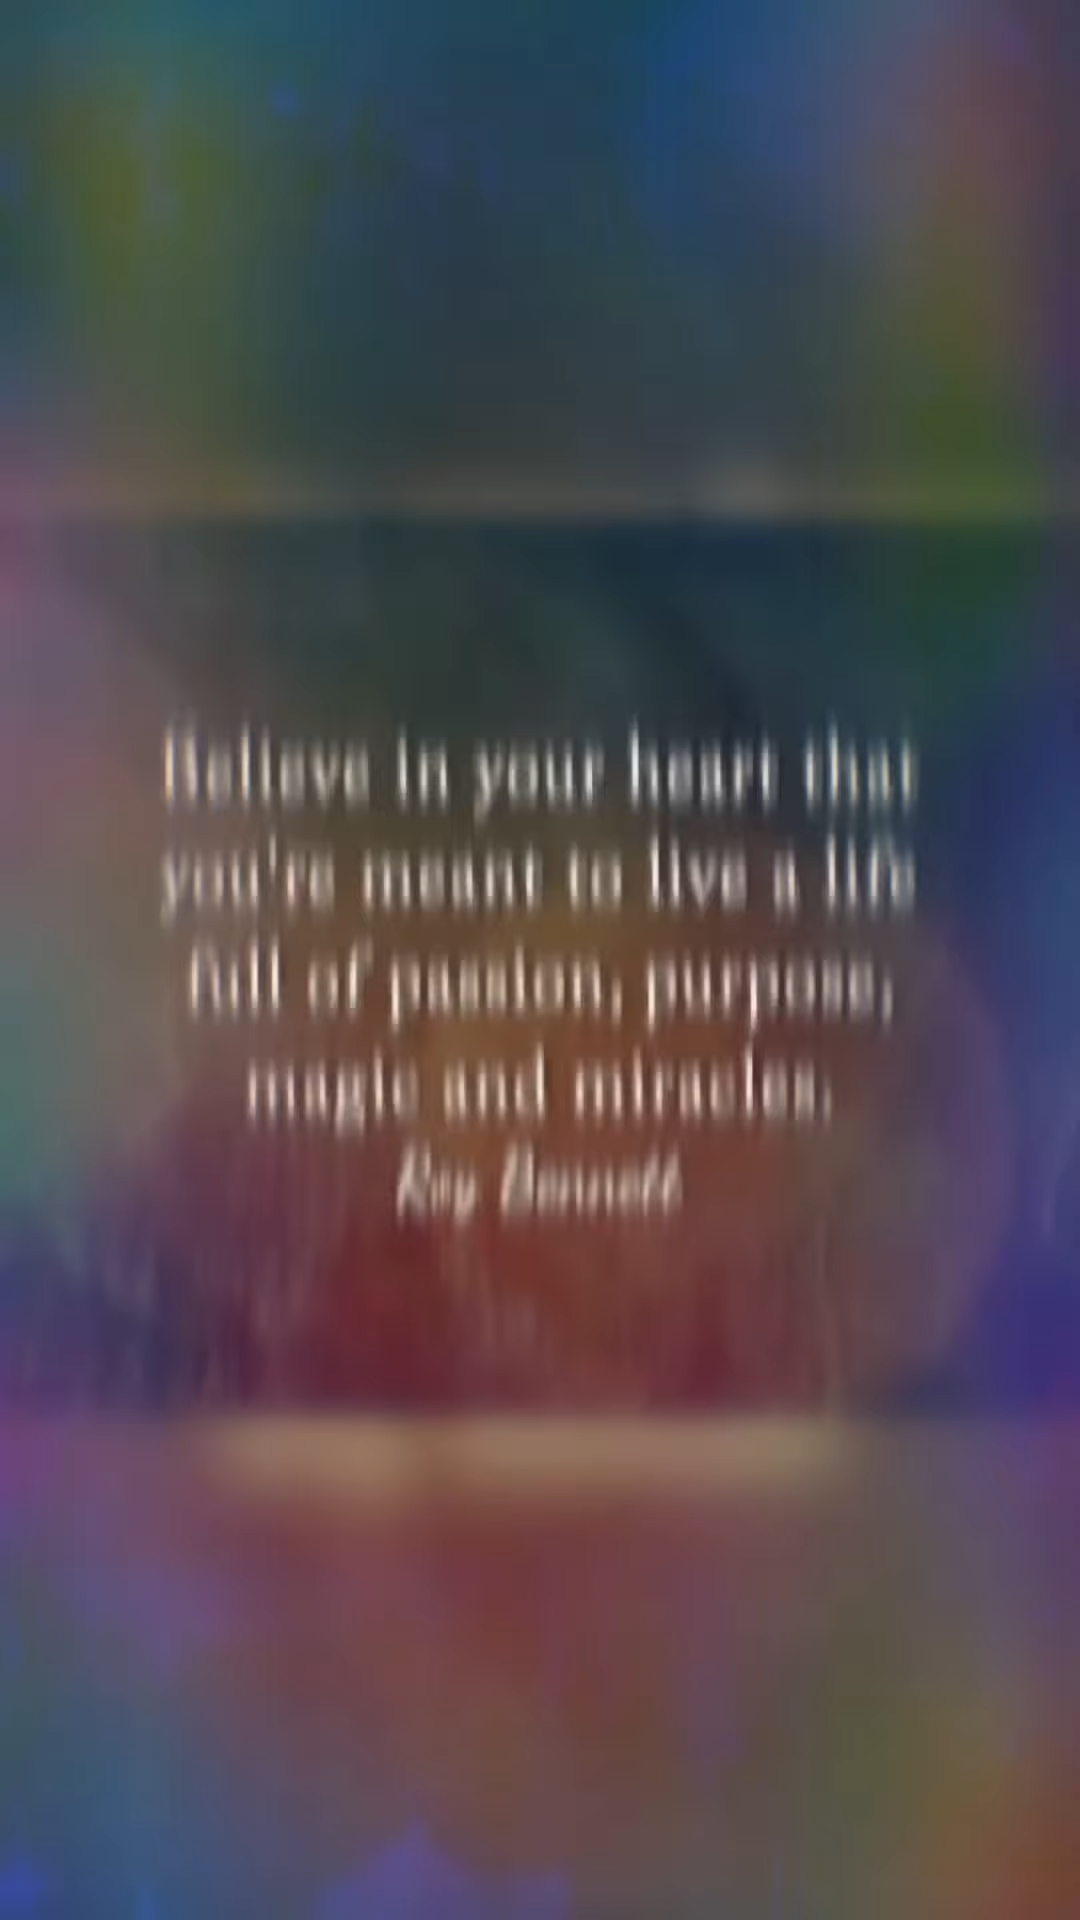 Believe in your heart that
you're meant to live a life
full of passion, purpose,
magic and miracles.
Roy Bennett